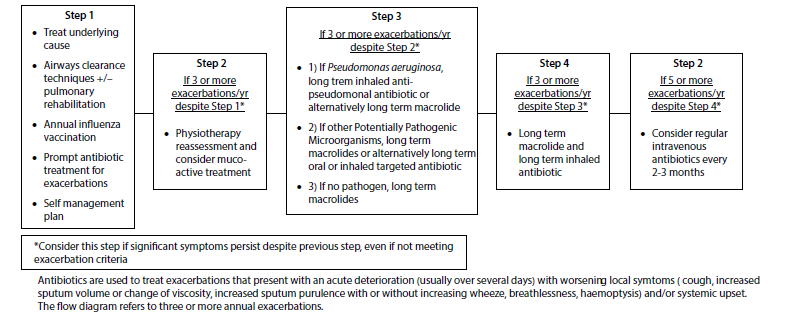 Step 1
• Treat underlying
cause
• Airways clearance
techniques +/–
pulmonary
rehabilitation
• Annual influenza
vaccination
• Prompt antibiotic
treatment for
exacerbations
• Self management
plan
Step 2
If 3 or more
exacerbations/yr
despite Step 1*
• Physiotherapy
reassessment and
consider muco-
active treatment
Step 3
If 3 or more exacerbations/yr
despite Step 2*
• 1) If Pseudomonas aeruginosa,
long trem inhaled anti-
pseudomonal antibiotic or
alternatively long term macrolide
• 2) If other Potentially Pathogenic
Microorganisms, long term
macrolides or alternatively long term
oral or inhaled targeted antibiotic
• 3) If no pathogen, long term
macrolides
Step 4
If 3 or more
exacerbations/yr
despite Step 3*
• Long term
macrolide and
long term inhaled
antibiotic
Step 2
If 5 or more
exacerbations/yr
despite Step 4*
• Consider regular
intravenous
antibiotics every
2-3 months
*Consider this step if significant symptoms persist despite previous step, even if not meeting
exacerbation criteria
Antibiotics are used to treat exacerbations that present with an acute deterioration (usually over several days) with worsening local symtoms ( cough, increased
sputum volume or change of viscosity, increased sputum purulence with or without increasing wheeze, breathlessness, haemoptysis) and/or systemic upset.
The flow diagram refers to three or more annual exacerbations.